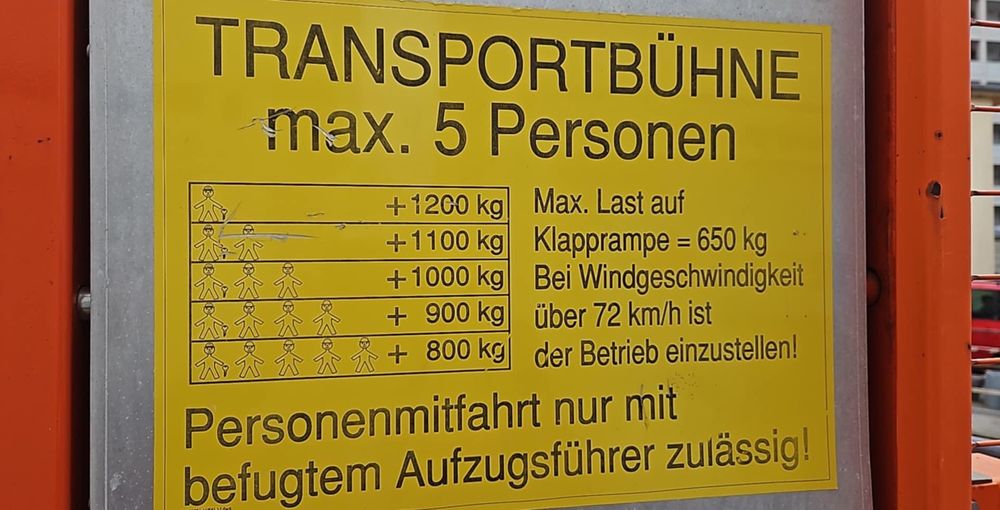 TRANSPORTBÜHNE
max. 5 Personen
+ 1200 kg
+ 1100 kg
+ 1000 kg
+ 900 kg
+ 800 kg
Max. Last auf
Klapprampe = 650 kg
Bei Windgeschwindigkeit
über 72 km/h ist
der Betrieb einzustellen!
Personenmitfahrt nur mit
befugtem Aufzugsführer zulässig!